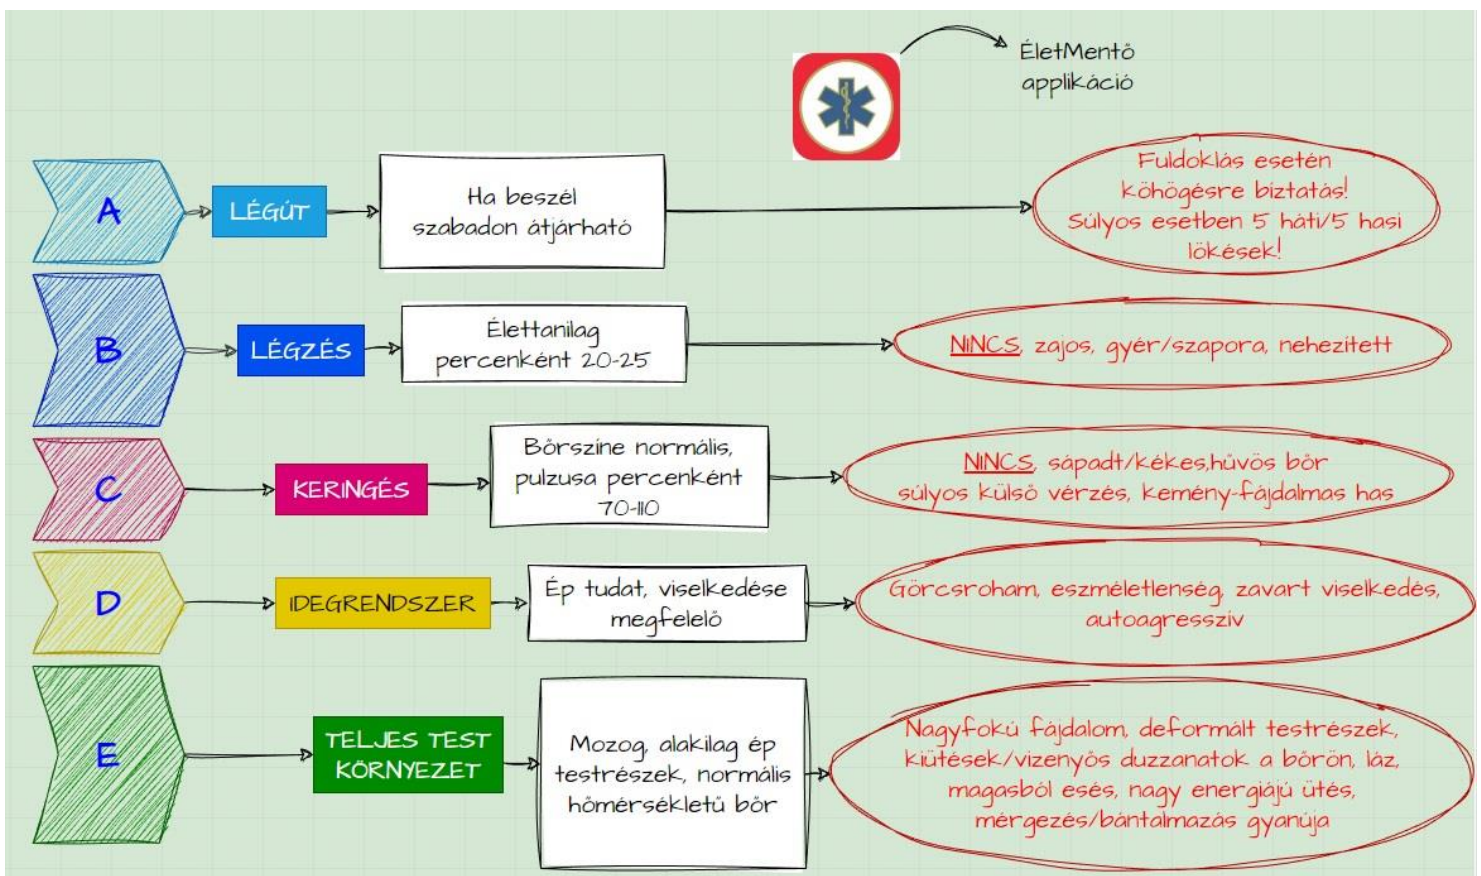 ÉletMentő
applikáció
A
LÉGÚT
Ha beszél
szabadon átjárható
Fuldoklás esetén
köhögésre bíztatás!
Súlyos esetben 5 háti/5 hasi
lökések!
B
LÉGZÉS
Élettanilag
percenként 20-25
NINCS, zajos, gyér/szapora, nehezített
C
KERINGÉS
Bőrszíne normális,
pulzusa percenként
70-110
NINCS, sápadt/kékes,hűvös bőr
súlyos külső vérzés, kemény-fájdalmas has
D
IDEGRENDSZER
Ép tudat, viselkedése
megfelelő
Görcsroham, eszméletlenség, zavart viselkedés,
autoagresszív
E
TELJES TEST
KÖRNYEZET
Mozog, alakilag ép
testrészek, normális
hőmérsékletű bőr
Nagyfokú fájdalom, deformált testrészek,
kiütések/vizenyős duzzanatok a bőrön, láz,
magasból esés, nagy energiájú ütés,
mérgezés/bántalmazás gyanúja